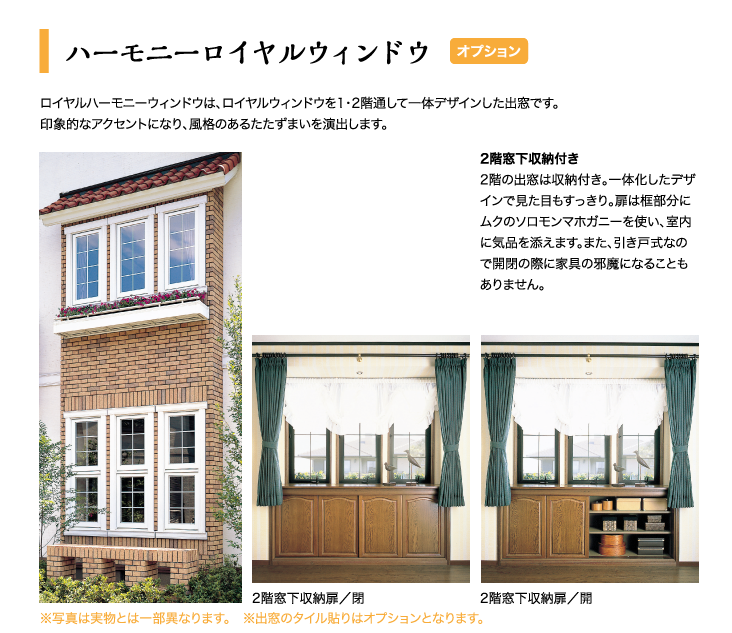 ハーモニーロイヤルウィンドウ オプション
ロイヤルハーモニーウィンドウは、ロイヤルウィンドウを1・2階通して一体デザインした出窓です。
印象的なアクセントになり、風格のあるたたずまいを演出します。
2階窓下収納付き
2階の出窓は収納付き。一体化したデザ
インで見た目もすっきり。扉は框部分に
ムクのソロモンマホガニーを使い、室内
に気品を添えます。また、引き戸式なの
で開閉の際に家具の邪魔になることも
ありません。
2階窓下収納扉／閉
2階窓下収納扉／開
※写真は実物とは一部異なります。 ※出窓のタイル貼りはオプションとなります。